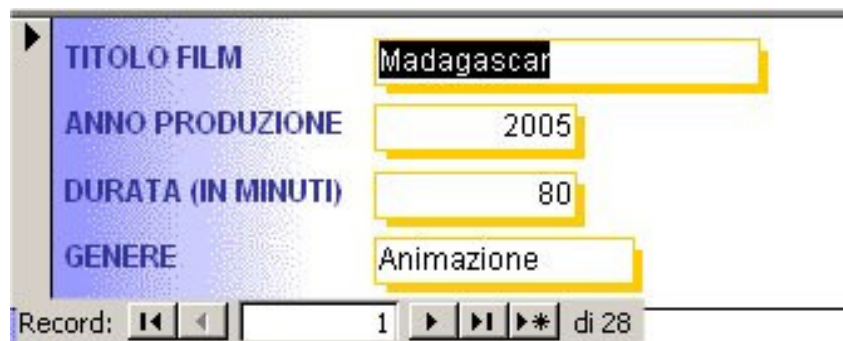 TITOLO FILM Madagascar
ANNO PRODUZIONE 2005
DURATA (IN MINUTI) 80
GENERE Animazione
Record: 1 di 28